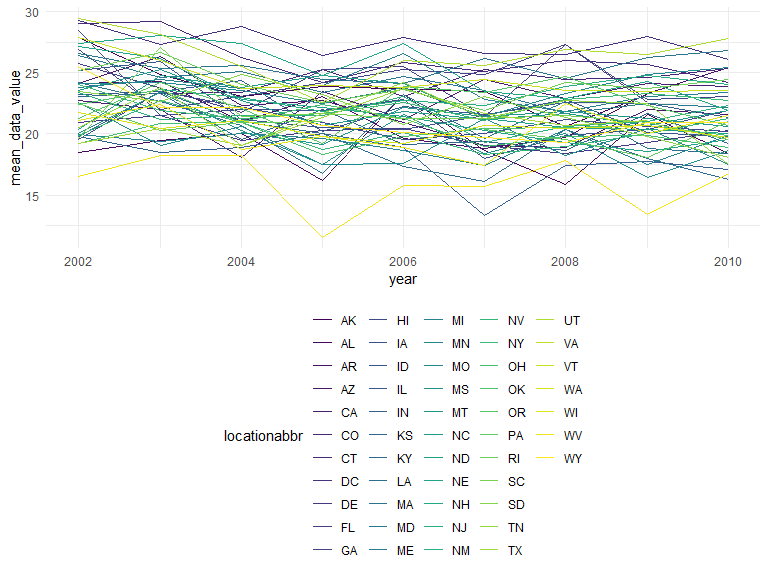 30
25
20
15
mean_data_value
2002 2004 2006 2008 2010
year
locationabbr
AK HI MI NV UT
AL IA MN NY VA
AR ID MO OH VT
AZ IL MS OK WA
CA IN MT OR WI
CO KS NC PA WV
CT KY ND RI WY
DC LA NE SC
DE MA NH SD
FL MD NJ TN
GA ME NM TX